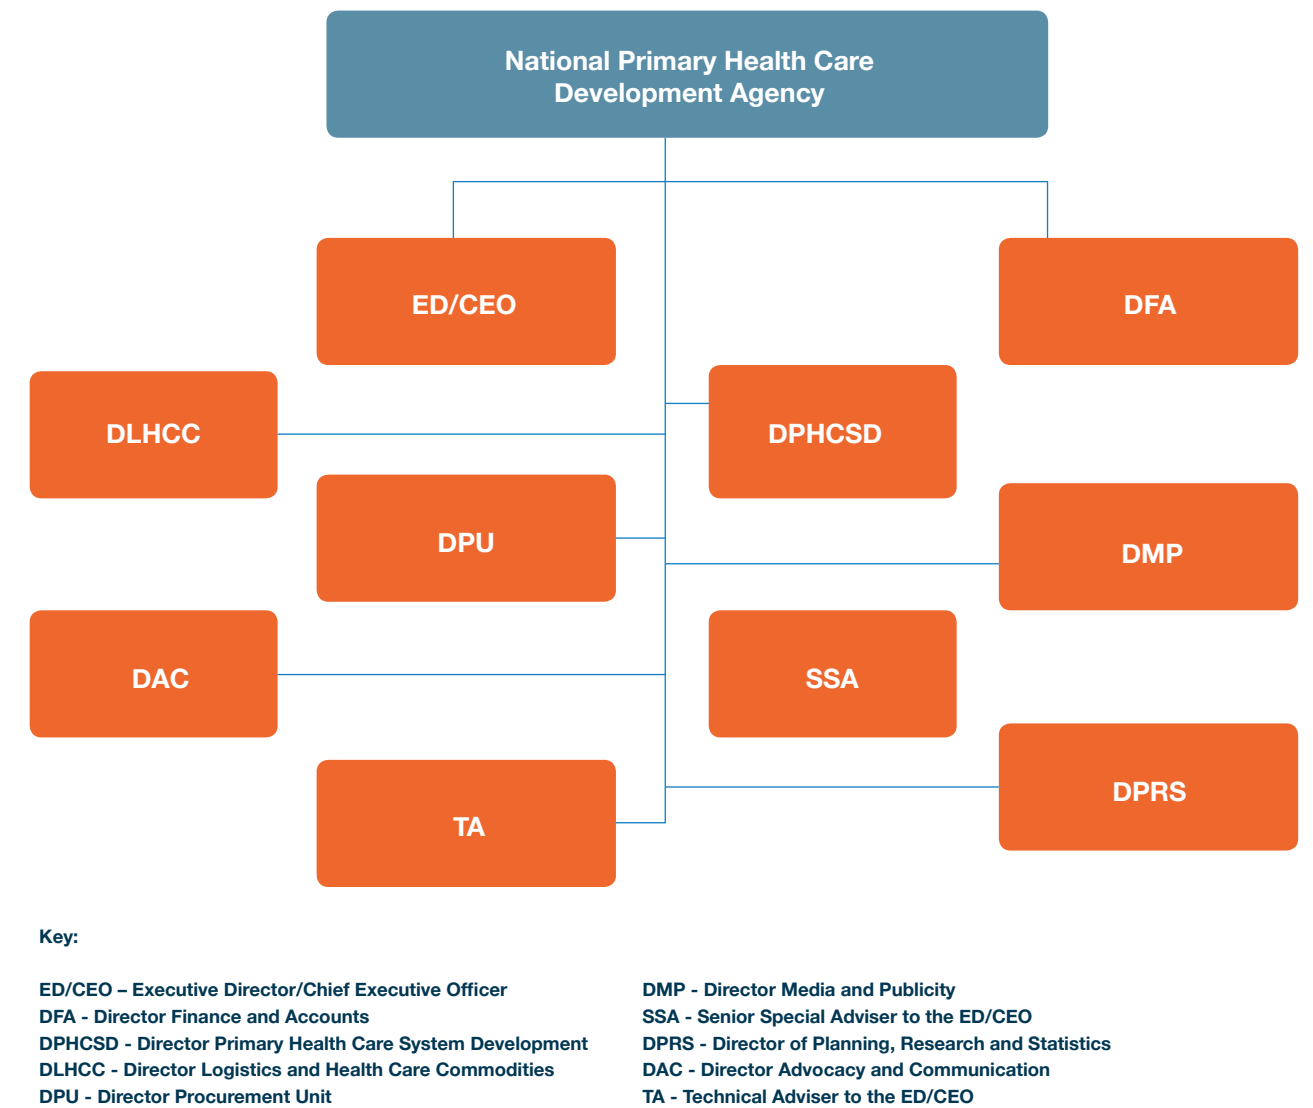 National Primary Health Care
Development Agency
ED/CEO
DFA
DLHCC
DPHCSD
DPU
DMP
DAC
SSA
DPRS
TA
Key:
ED/CEO – Executive Director/Chief Executive Officer
DFA - Director Finance and Accounts
DPHCSD - Director Primary Health Care System Development
DLHCC - Director Logistics and Health Care Commodities
DPU - Director Procurement Unit
DMP - Director Media and Publicity
SSA - Senior Special Adviser to the ED/CEO
DPRS - Director of Planning, Research and Statistics
DAC - Director Advocacy and Communication
TA - Technical Adviser to the ED/CEO